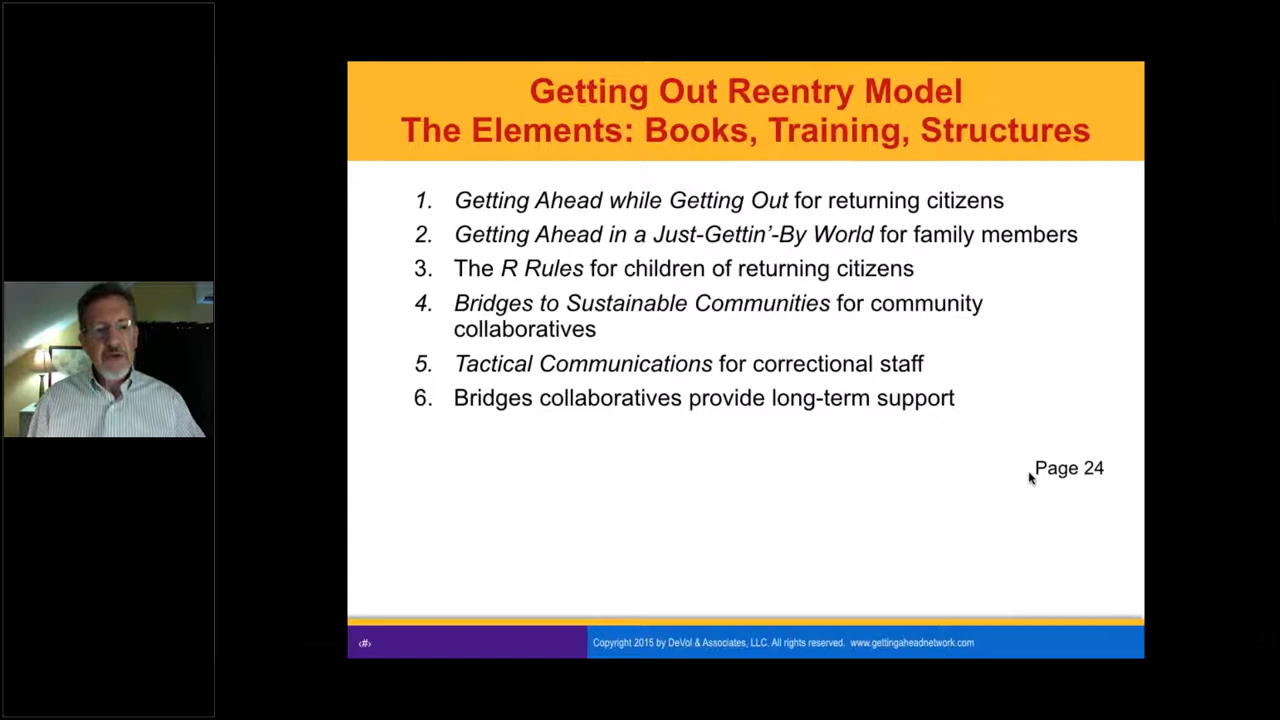 Getting Out Reentry Model
The Elements: Books, Training, Structures
1. Getting Ahead while Getting Out for returning citizens
2. Getting Ahead in a Just-Gettin’-By World for family members
3. The R Rules for children of returning citizens
4. Bridges to Sustainable Communities for community
collaboratives
5. Tactical Communications for correctional staff
6. Bridges collaboratives provide long-term support
Page 24
‹#›
Copyright 2015 by DeVol & Associates, LLC. All rights reserved. www.gettingaheadnetwork.com